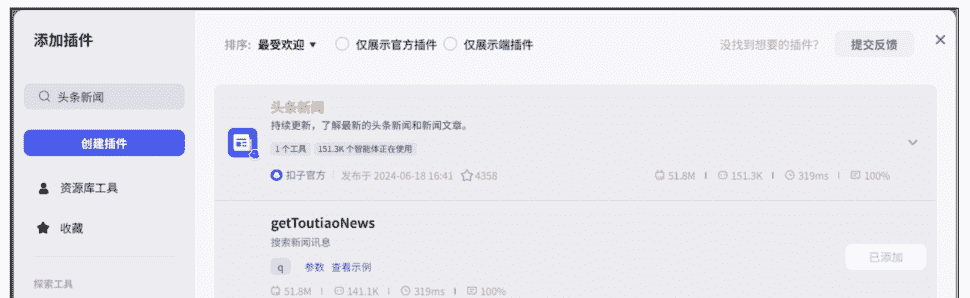 添加插件
排序: 最受欢迎 仅展示官方插件 仅展示端插件 没找到想要的插件? 提交反馈
头条新闻
创建插件
资源库工具
收藏
探索工具
头条新闻
持续更新，了解最新的头条新闻和新闻文章。
1 个工具 151.3K 个智能体正在使用
扣子官方 发布于 2024-06-18 16:41 4358 51.8M 151.3K 319ms 100%
getToutiaoNews
搜索新闻讯息
q 参数 查看示例 已添加
51.8M 141.1K 319ms 100%